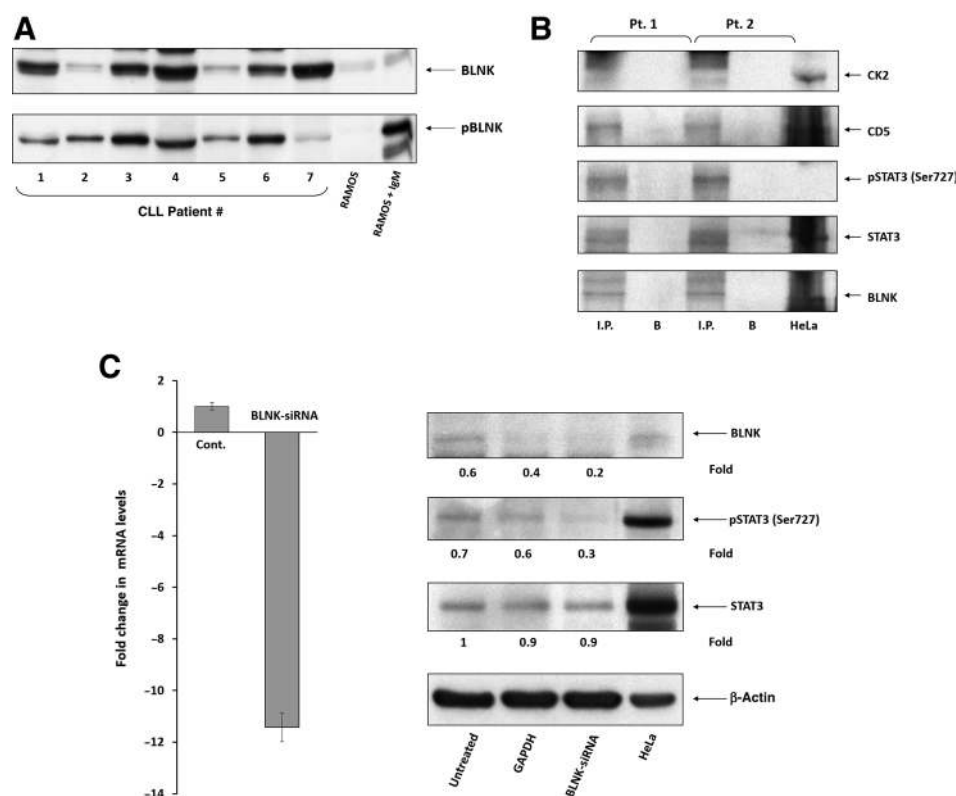 A
BLNK
pBLNK
1 2 3 4 5 6 7
RAMOS
RAMOS + IgM
CLL Patient #
B
Pt. 1 Pt. 2
CK2
CD5
pSTAT3 (Ser727)
STAT3
BLNK
I.P. B I.P. B HeLa
C
Fold change in mRNA levels
2
0
–2
–4
–6
–8
–10
–12
–14
BLNK-siRNA
Cont.
BLNK
0.6 0.4 0.2 Fold
pSTAT3 (Ser727)
0.7 0.6 0.3 Fold
STAT3
1 0.9 0.9 Fold
β-Actin
Untreated
GAPDH
BLNK-siRNA
HeLa